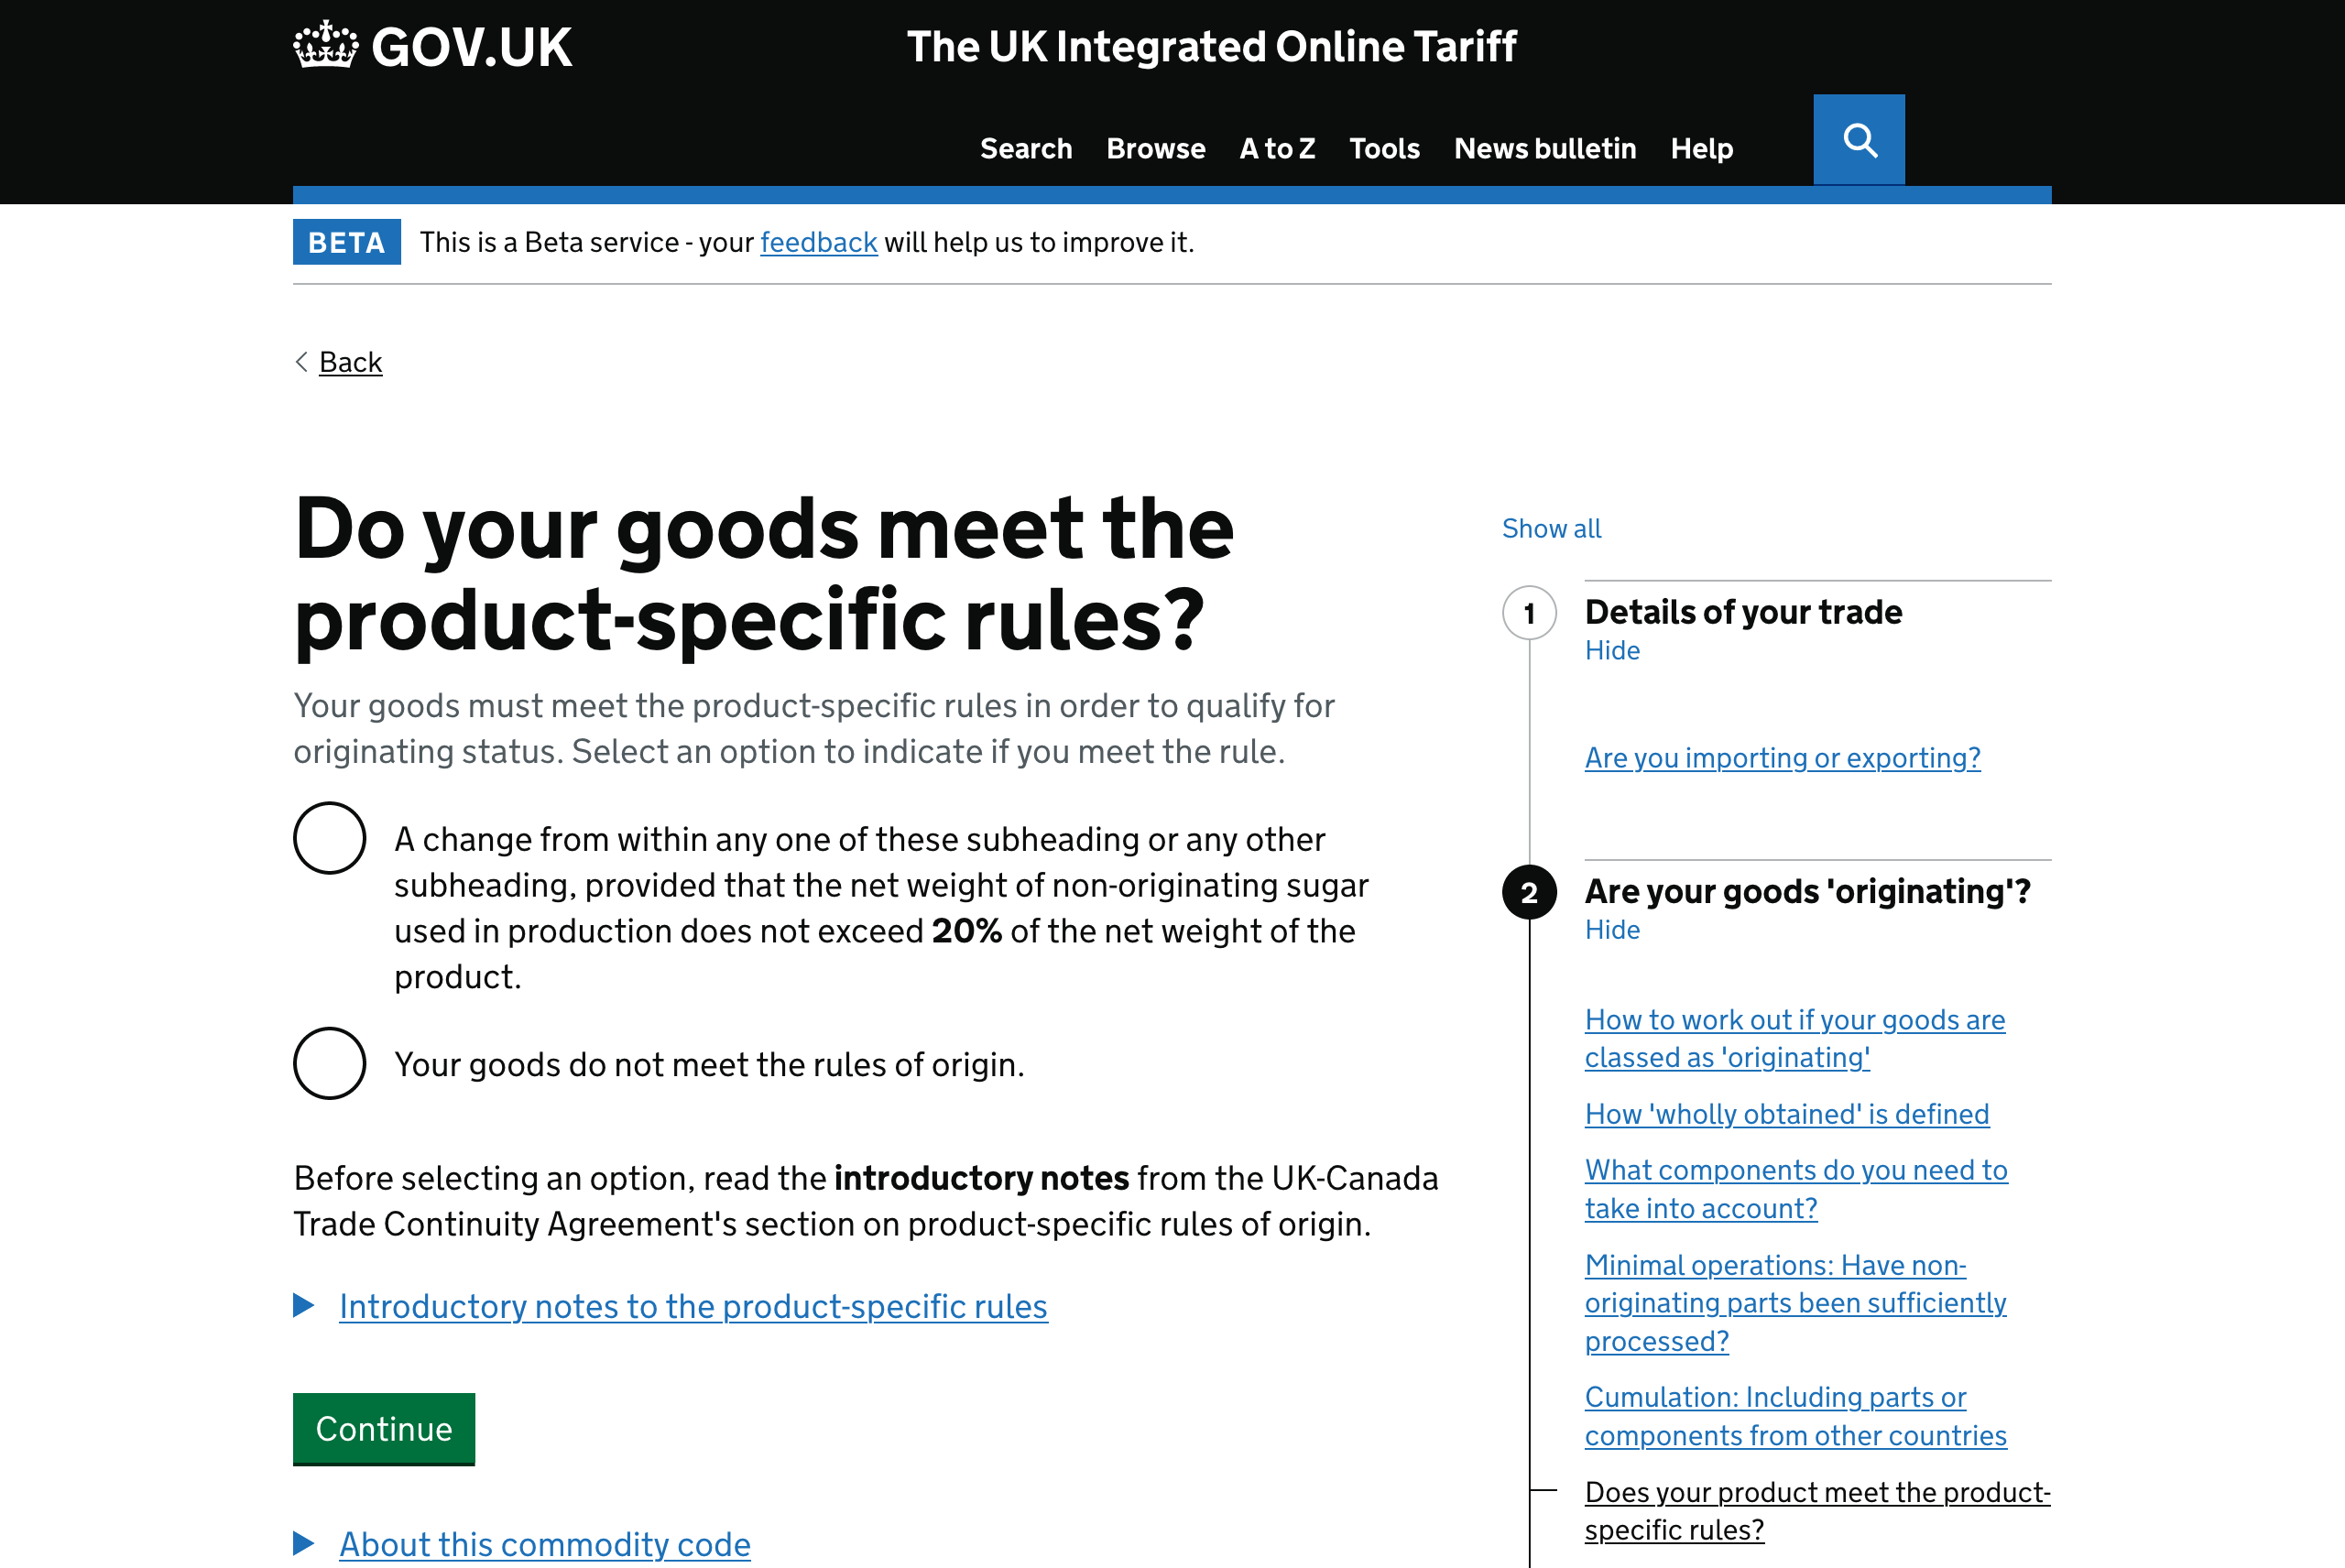 GOV.UK
The UK Integrated Online Tariff
Search Browse A to Z Tools News bulletin Help
BETA This is a Beta service - your feedback will help us to improve it.
Back
Do your goods meet the
product-specific rules?
Your goods must meet the product-specific rules in order to qualify for
originating status. Select an option to indicate if you meet the rule.
A change from within any one of these subheading or any other
subheading, provided that the net weight of non-originating sugar
used in production does not exceed 20% of the net weight of the
product.
Your goods do not meet the rules of origin.
Before selecting an option, read the introductory notes from the UK-Canada
Trade Continuity Agreement's section on product-specific rules of origin.
Introductory notes to the product-specific rules
Continue
About this commodity code
Show all
1 Details of your trade
Hide
Are you importing or exporting?
2 Are your goods 'originating'?
Hide
How to work out if your goods are
classed as 'originating'
How 'wholly obtained' is defined
What components do you need to
take into account?
Minimal operations: Have non-
originating parts been sufficiently
processed?
Cumulation: Including parts or
components from other countries
Does your product meet the product-
specific rules?